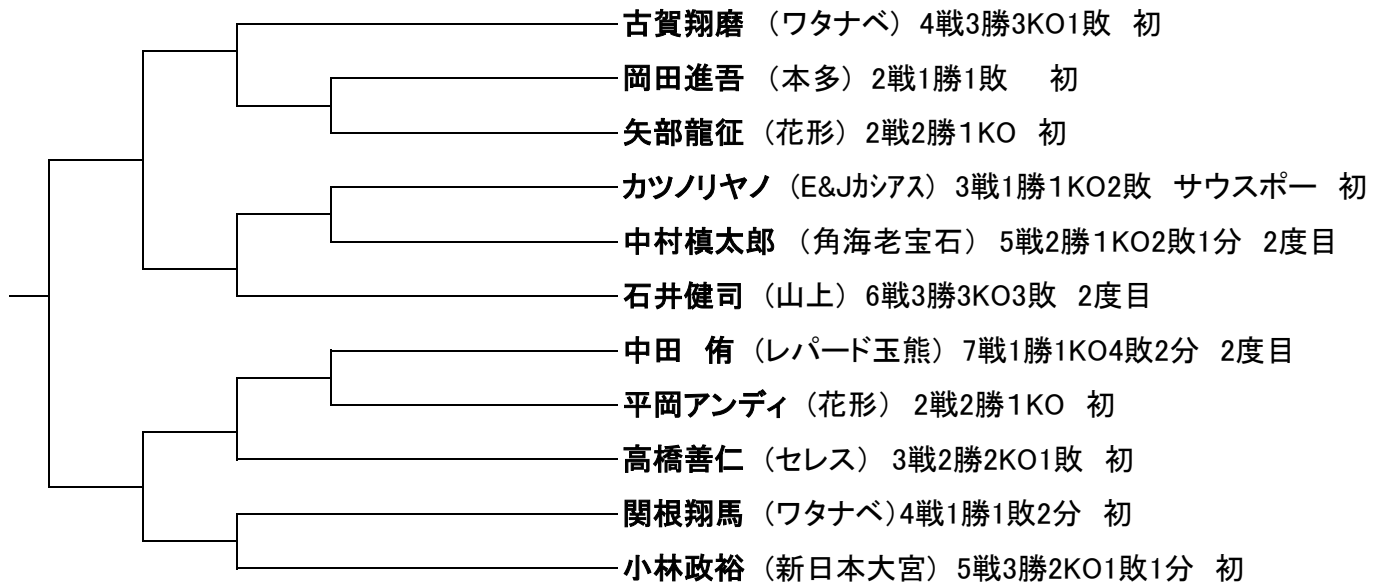 古賀翔磨 (ワタナベ) 4戦3勝3KO1敗 初
岡田進吾 (本多) 2戦1勝1敗 初
矢部龍征 (花形) 2戦2勝1KO 初
カツノリヤノ (E&Jカシアス) 3戦1勝1KO2敗 サウスポー 初
中村槙太郎 (角海老宝石) 5戦2勝1KO2敗1分 2度目
石井健司 (山上) 6戦3勝3KO3敗 2度目
中田 侑 (レパード玉熊) 7戦1勝1KO4敗2分 2度目
平岡アンディ (花形) 2戦2勝1KO 初
高橋善仁 (セレス) 3戦2勝2KO1敗 初
関根翔馬 (ワタナベ)4戦1勝1敗2分 初
小林政裕 (新日本大宮) 5戦3勝2KO1敗1分 初